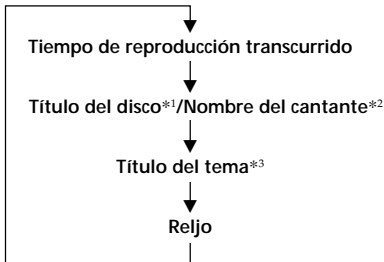 Tiempo de reproducción transcurrido
Título del disco*1/Nombre del cantante*2
Título del tema*3
Reljo